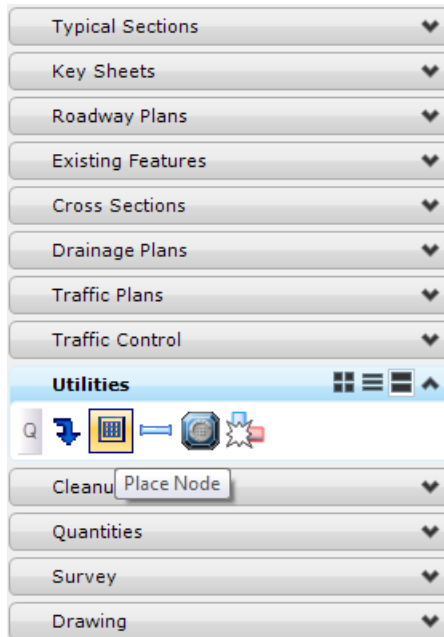 Typical Sections
Key Sheets
Roadway Plans
Existing Features
Cross Sections
Drainage Plans
Traffic Plans
Traffic Control
Utilities
Q
Cleanu
Place Node
Quantities
Survey
Drawing